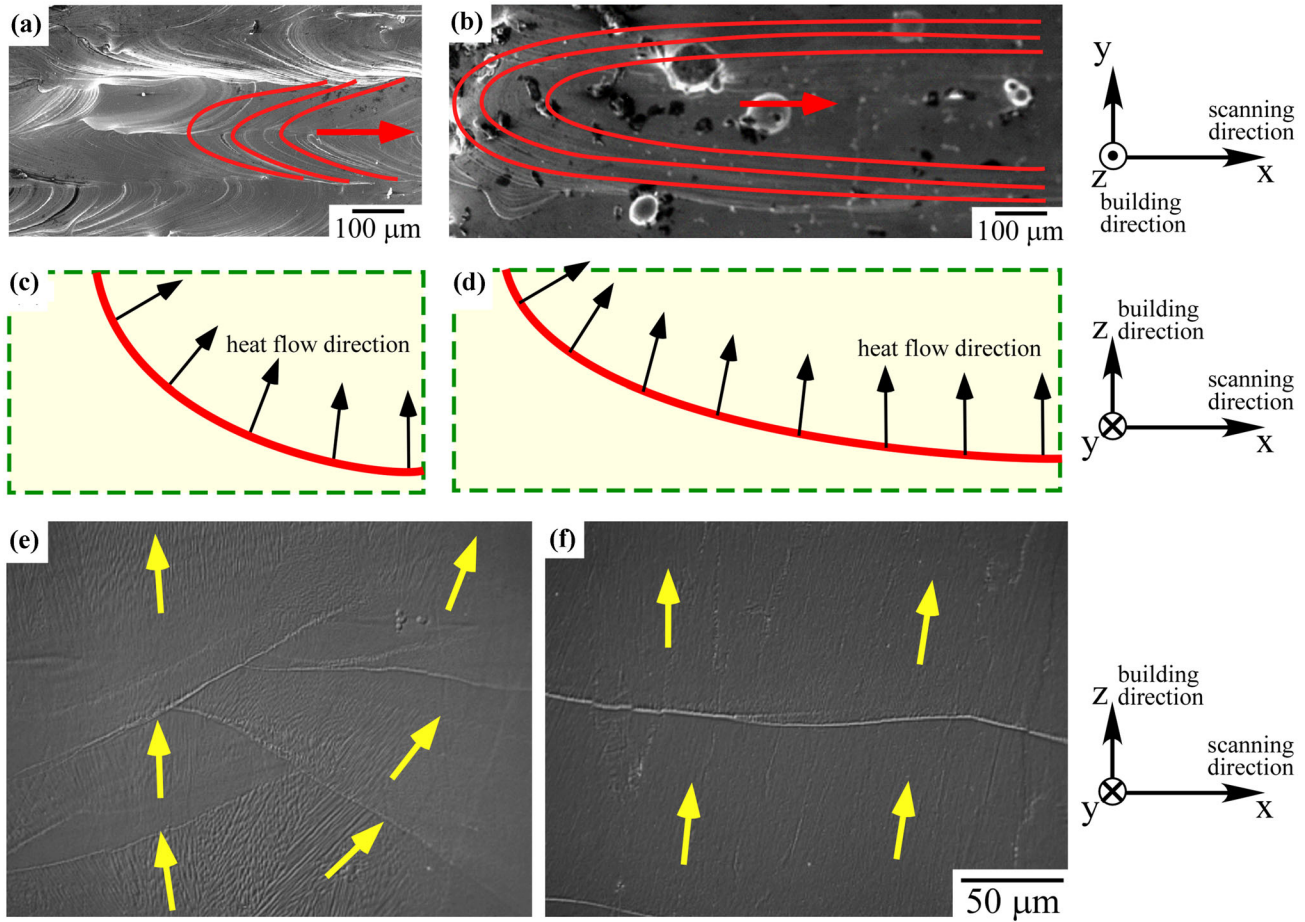 (a)
100 μm
(b)
100 μm
y
scanning
direction
z
x
building
direction
(c)
heat flow direction
(d)
heat flow direction
z
building
direction
scanning
direction
y
x
(e)
(f)
50 μm
z
building
direction
scanning
direction
y
x